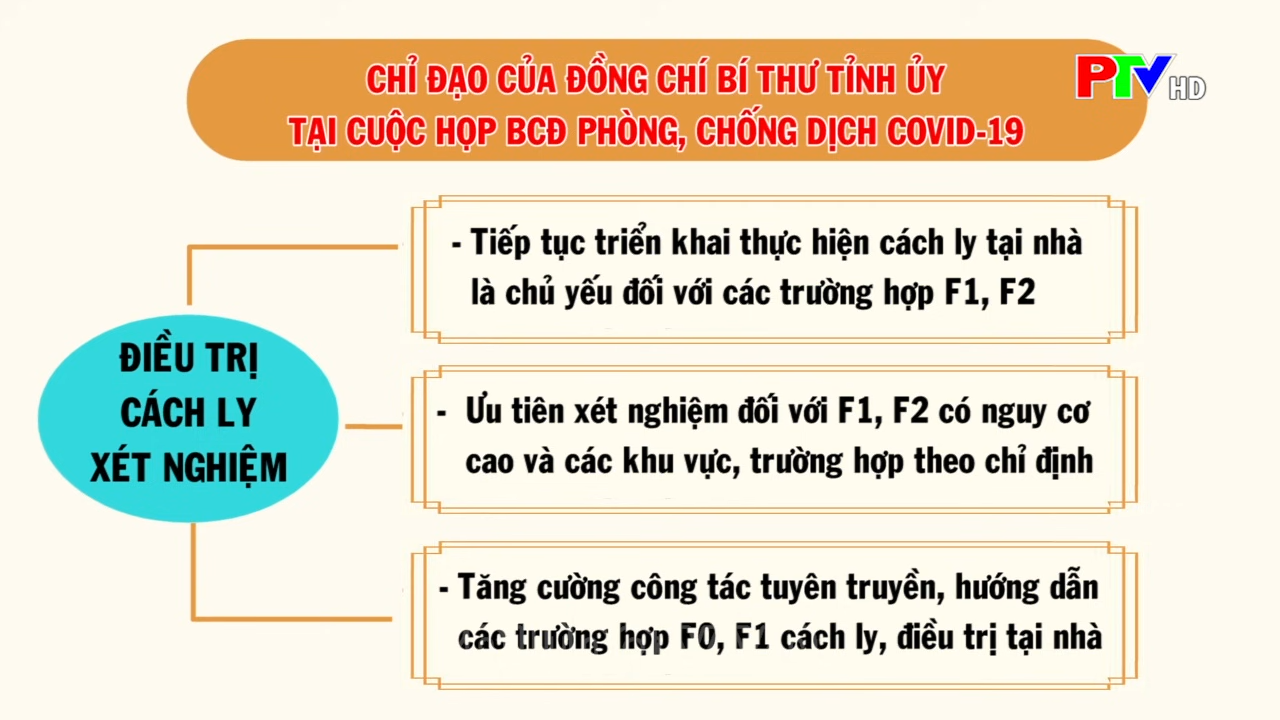 CHỈ ĐẠO CỦA ĐỒNG CHÍ BÍ THƯ TỈNH ỦY
TẠI CUỘC HỌP BCĐ PHÒNG, CHỐNG DỊCH COVID-19
PTV HD
ĐIỀU TRỊ
CÁCH LY
XÉT NGHIỆM
- Tiếp tục triển khai thực hiện cách ly tại nhà
là chủ yếu đối với các trường hợp F1, F2
- Ưu tiên xét nghiệm đối với F1, F2 có nguy cơ
cao và các khu vực, trường hợp theo chỉ định
- Tăng cường công tác tuyên truyền, hướng dẫn
các trường hợp F0, F1 cách ly, điều trị tại nhà